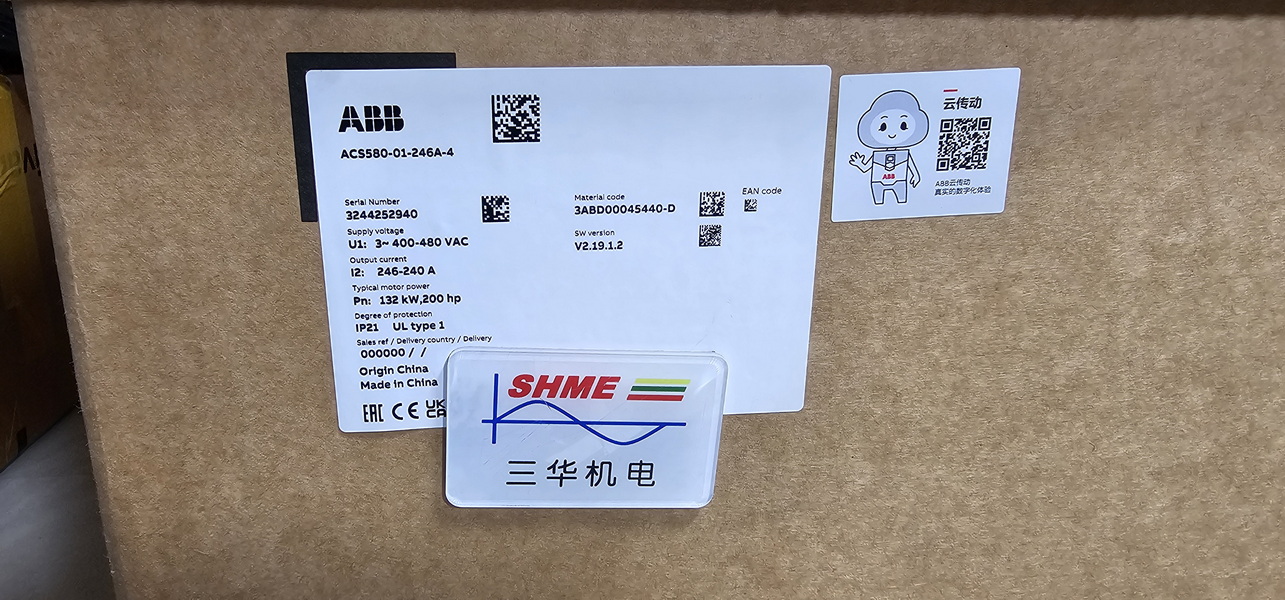 ABB
ACS580-01-246A-4
Serial Number
3244252940
Supply voltage
U1: 3~ 400-480 VAC
Output current
I2: 246-240 A
Typical motor power
Pn: 132 kW,200 hp
Degree of protection
IP21 UL type 1
Sales ref / Delivery country / Delivery
000000 / /
Origin China
Made in China
EAC CE UKCA
Material code
3ABD00045440-D
SW version
V2.19.1.2
EAN code
云传动
ABB
ABB云传动
真实的数字化体验
SHME
三华机电